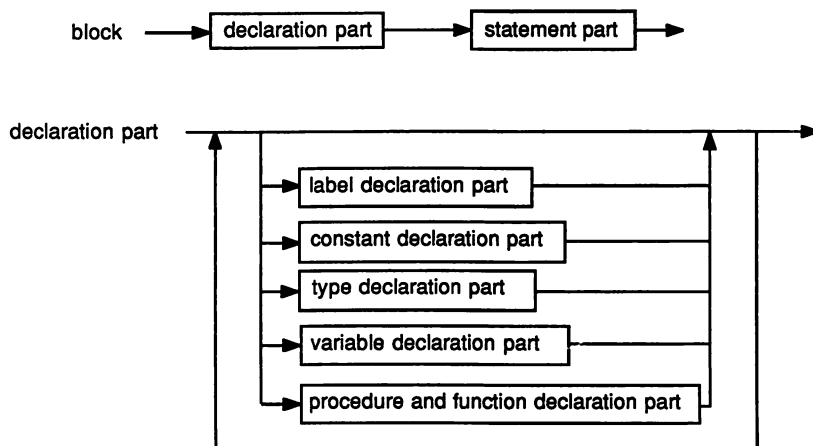 block declaration part statement part
declaration part
label declaration part
constant declaration part
type declaration part
variable declaration part
procedure and function declaration part